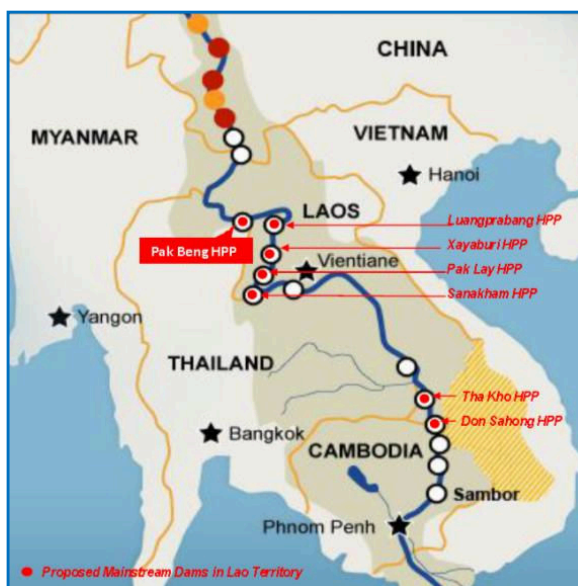 CHINA
MYANMAR
VIETNAM
Hanoi
LAOS
Luangprabang HPP
Pak Beng HPP
Xayaburi HPP
Vientiane
Pak Lay HPP
Sanakham HPP
Yangon
THAILAND
Tha Kho HPP
Don Sahong HPP
Bangkok
CAMBODIA
Sambor
Phnom Penh
Proposed Mainstream Dams in Lao Territory